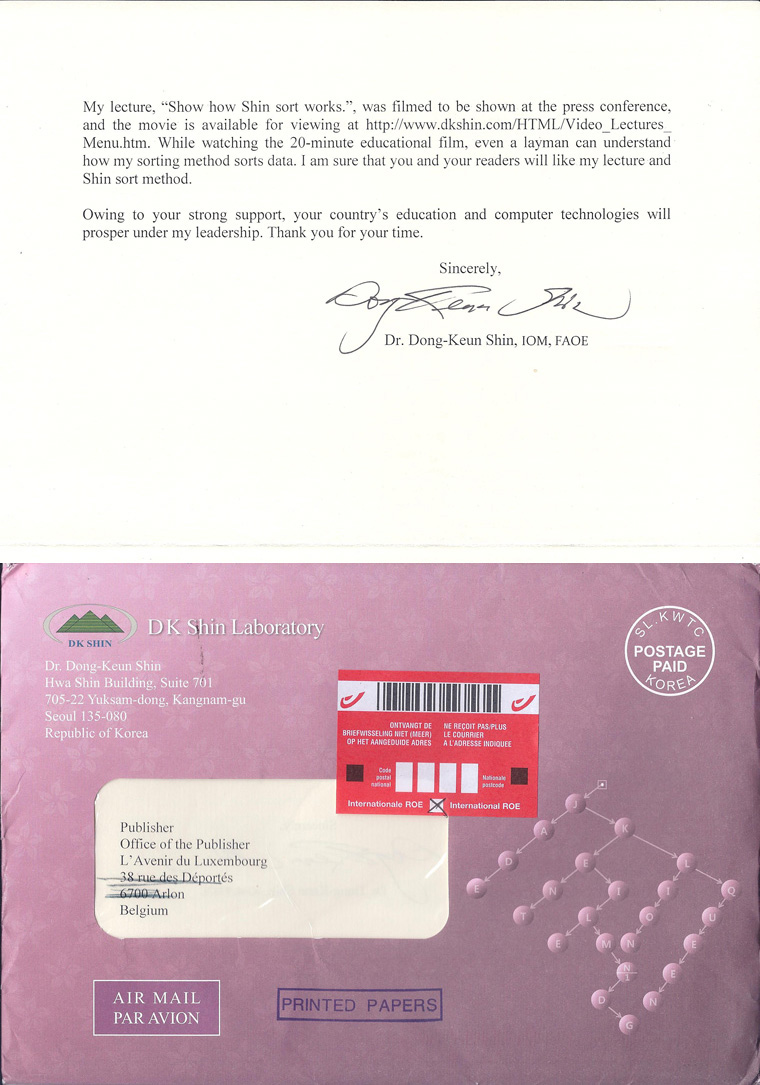 My lecture, “Show how Shin sort works.”, was filmed to be shown at the press conference,
and the movie is available for viewing at http://www.dkshin.com/HTML/Video_Lectures_
Menu.htm. While watching the 20-minute educational film, even a layman can understand
how my sorting method sorts data. I am sure that you and your readers will like my lecture and
Shin sort method.
Owing to your strong support, your country’s education and computer technologies will
prosper under my leadership. Thank you for your time.
Sincerely,
Dong-Keun Shin
Dr. Dong-Keun Shin, IOM, FAOE
DK SHIN
DK Shin Laboratory
Dr. Dong-Keun Shin
Hwa Shin Building, Suite 701
705-22 Yuksam-dong, Kangnam-gu
Seoul 135-080
Republic of Korea
SL. KWTC
POSTAGE
PAID
KOREA
ONTVANGT DE
BRIEFWISSELING NIET (MEER)
OP HET AANGEDUIDE ADRES
NE REÇOIT PAS/PLUS
LE COURRIER
A L'ADRESSE INDIQUEE
Code
postal
national
Nationale
postcode
Internationale ROE
International ROE
Publisher
Office of the Publisher
L’Avenir du Luxembourg
38 rue des Déportés
6700 Arlon
Belgium
J
A K
D E L
E N I I Q
T L O U
E M N E
N E
D N
G
AIR MAIL
PAR AVION
PRINTED PAPERS